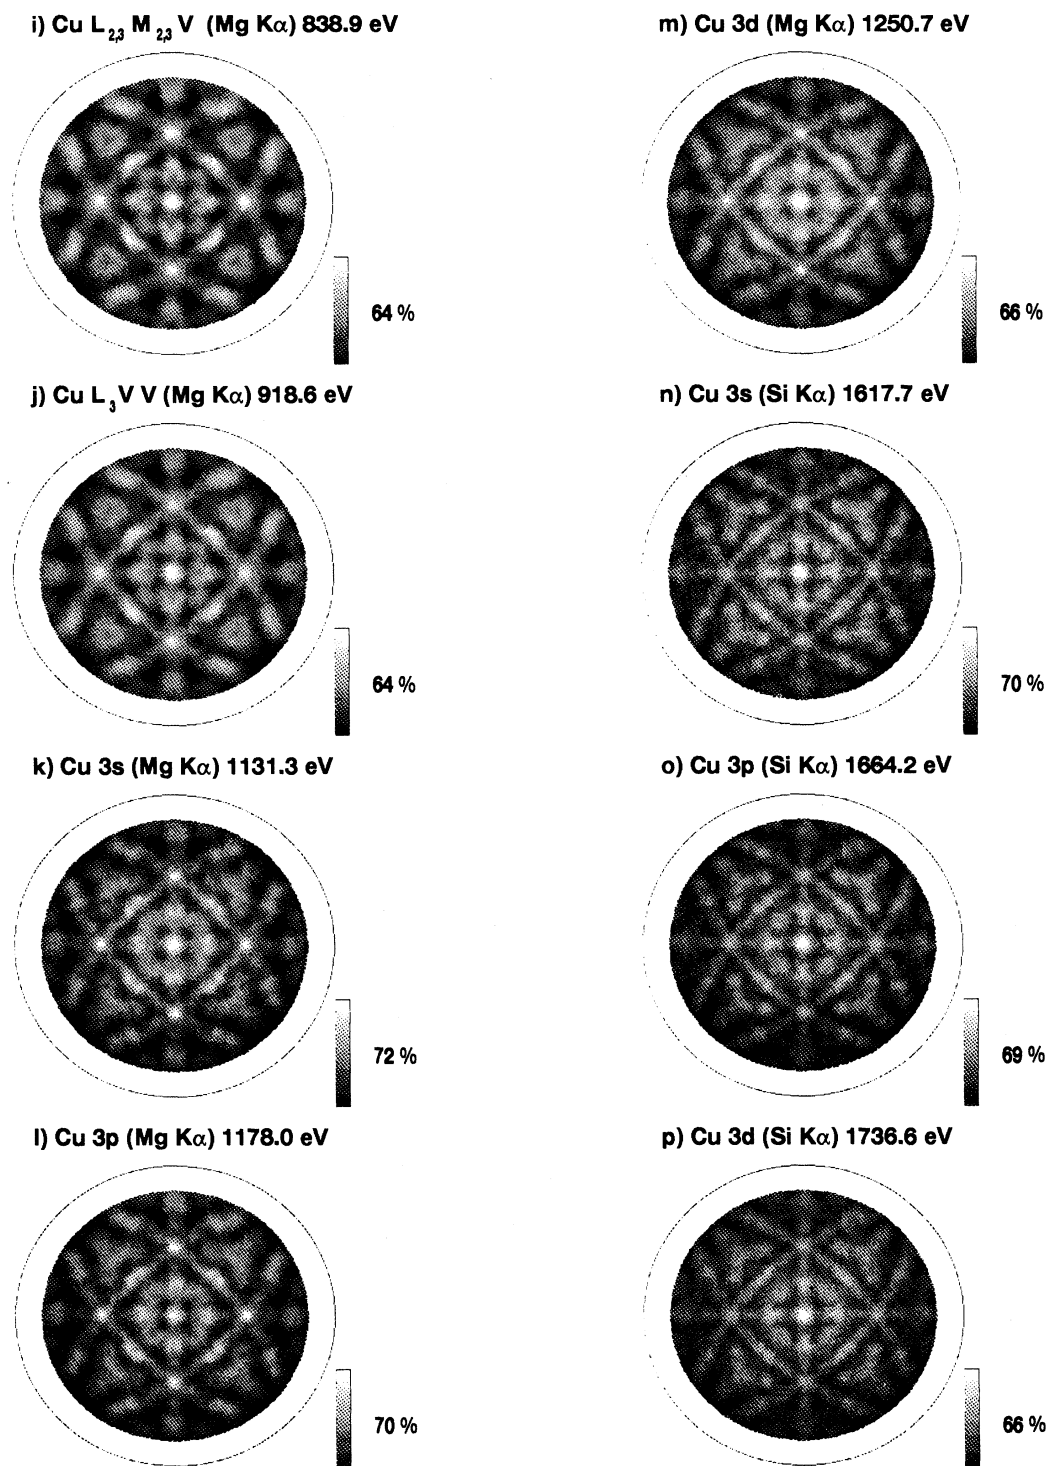 i) Cu L2,3 M2,3 V (Mg Kα) 838.9 eV
64 %
j) Cu L3 V V (Mg Kα) 918.6 eV
64 %
k) Cu 3s (Mg Kα) 1131.3 eV
72 %
l) Cu 3p (Mg Kα) 1178.0 eV
70 %
m) Cu 3d (Mg Kα) 1250.7 eV
66 %
n) Cu 3s (Si Kα) 1617.7 eV
70 %
o) Cu 3p (Si Kα) 1664.2 eV
69 %
p) Cu 3d (Si Kα) 1736.6 eV
66 %